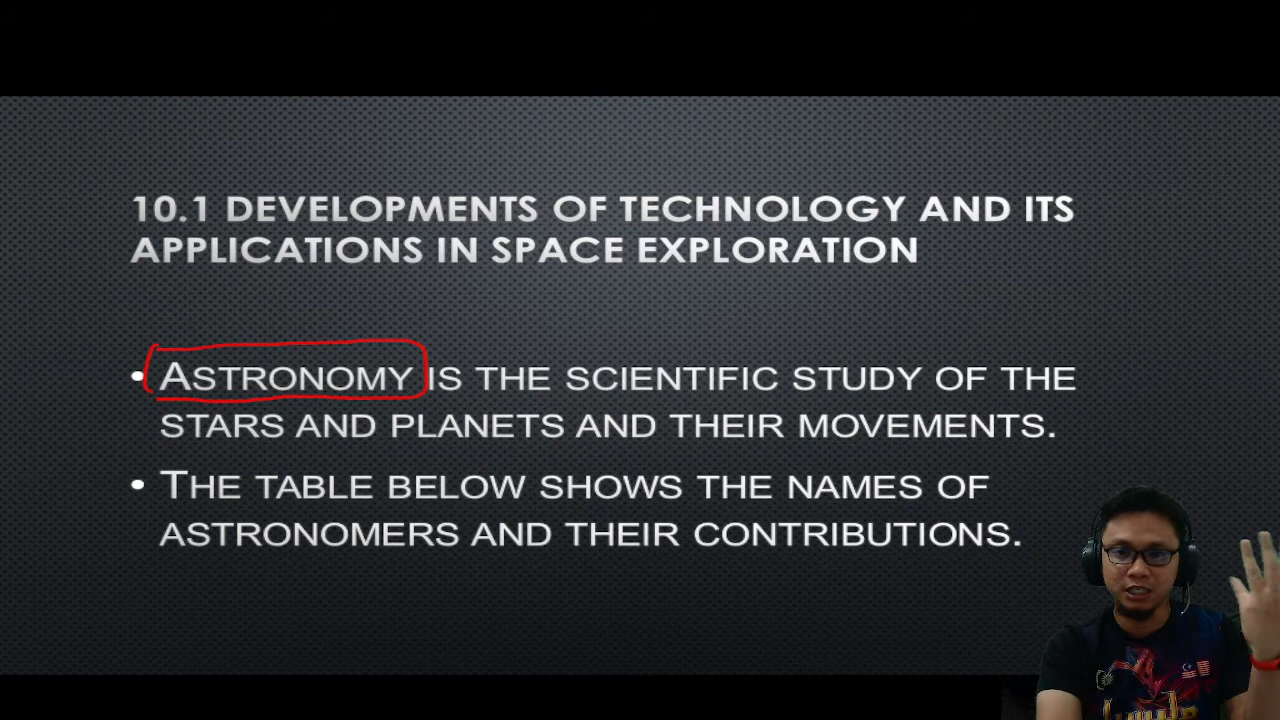 10.1 DEVELOPMENTS OF TECHNOLOGY AND ITS
APPLICATIONS IN SPACE EXPLORATION
• ASTRONOMY IS THE SCIENTIFIC STUDY OF THE
STARS AND PLANETS AND THEIR MOVEMENTS.
• THE TABLE BELOW SHOWS THE NAMES OF
ASTRONOMERS AND THEIR CONTRIBUTIONS.